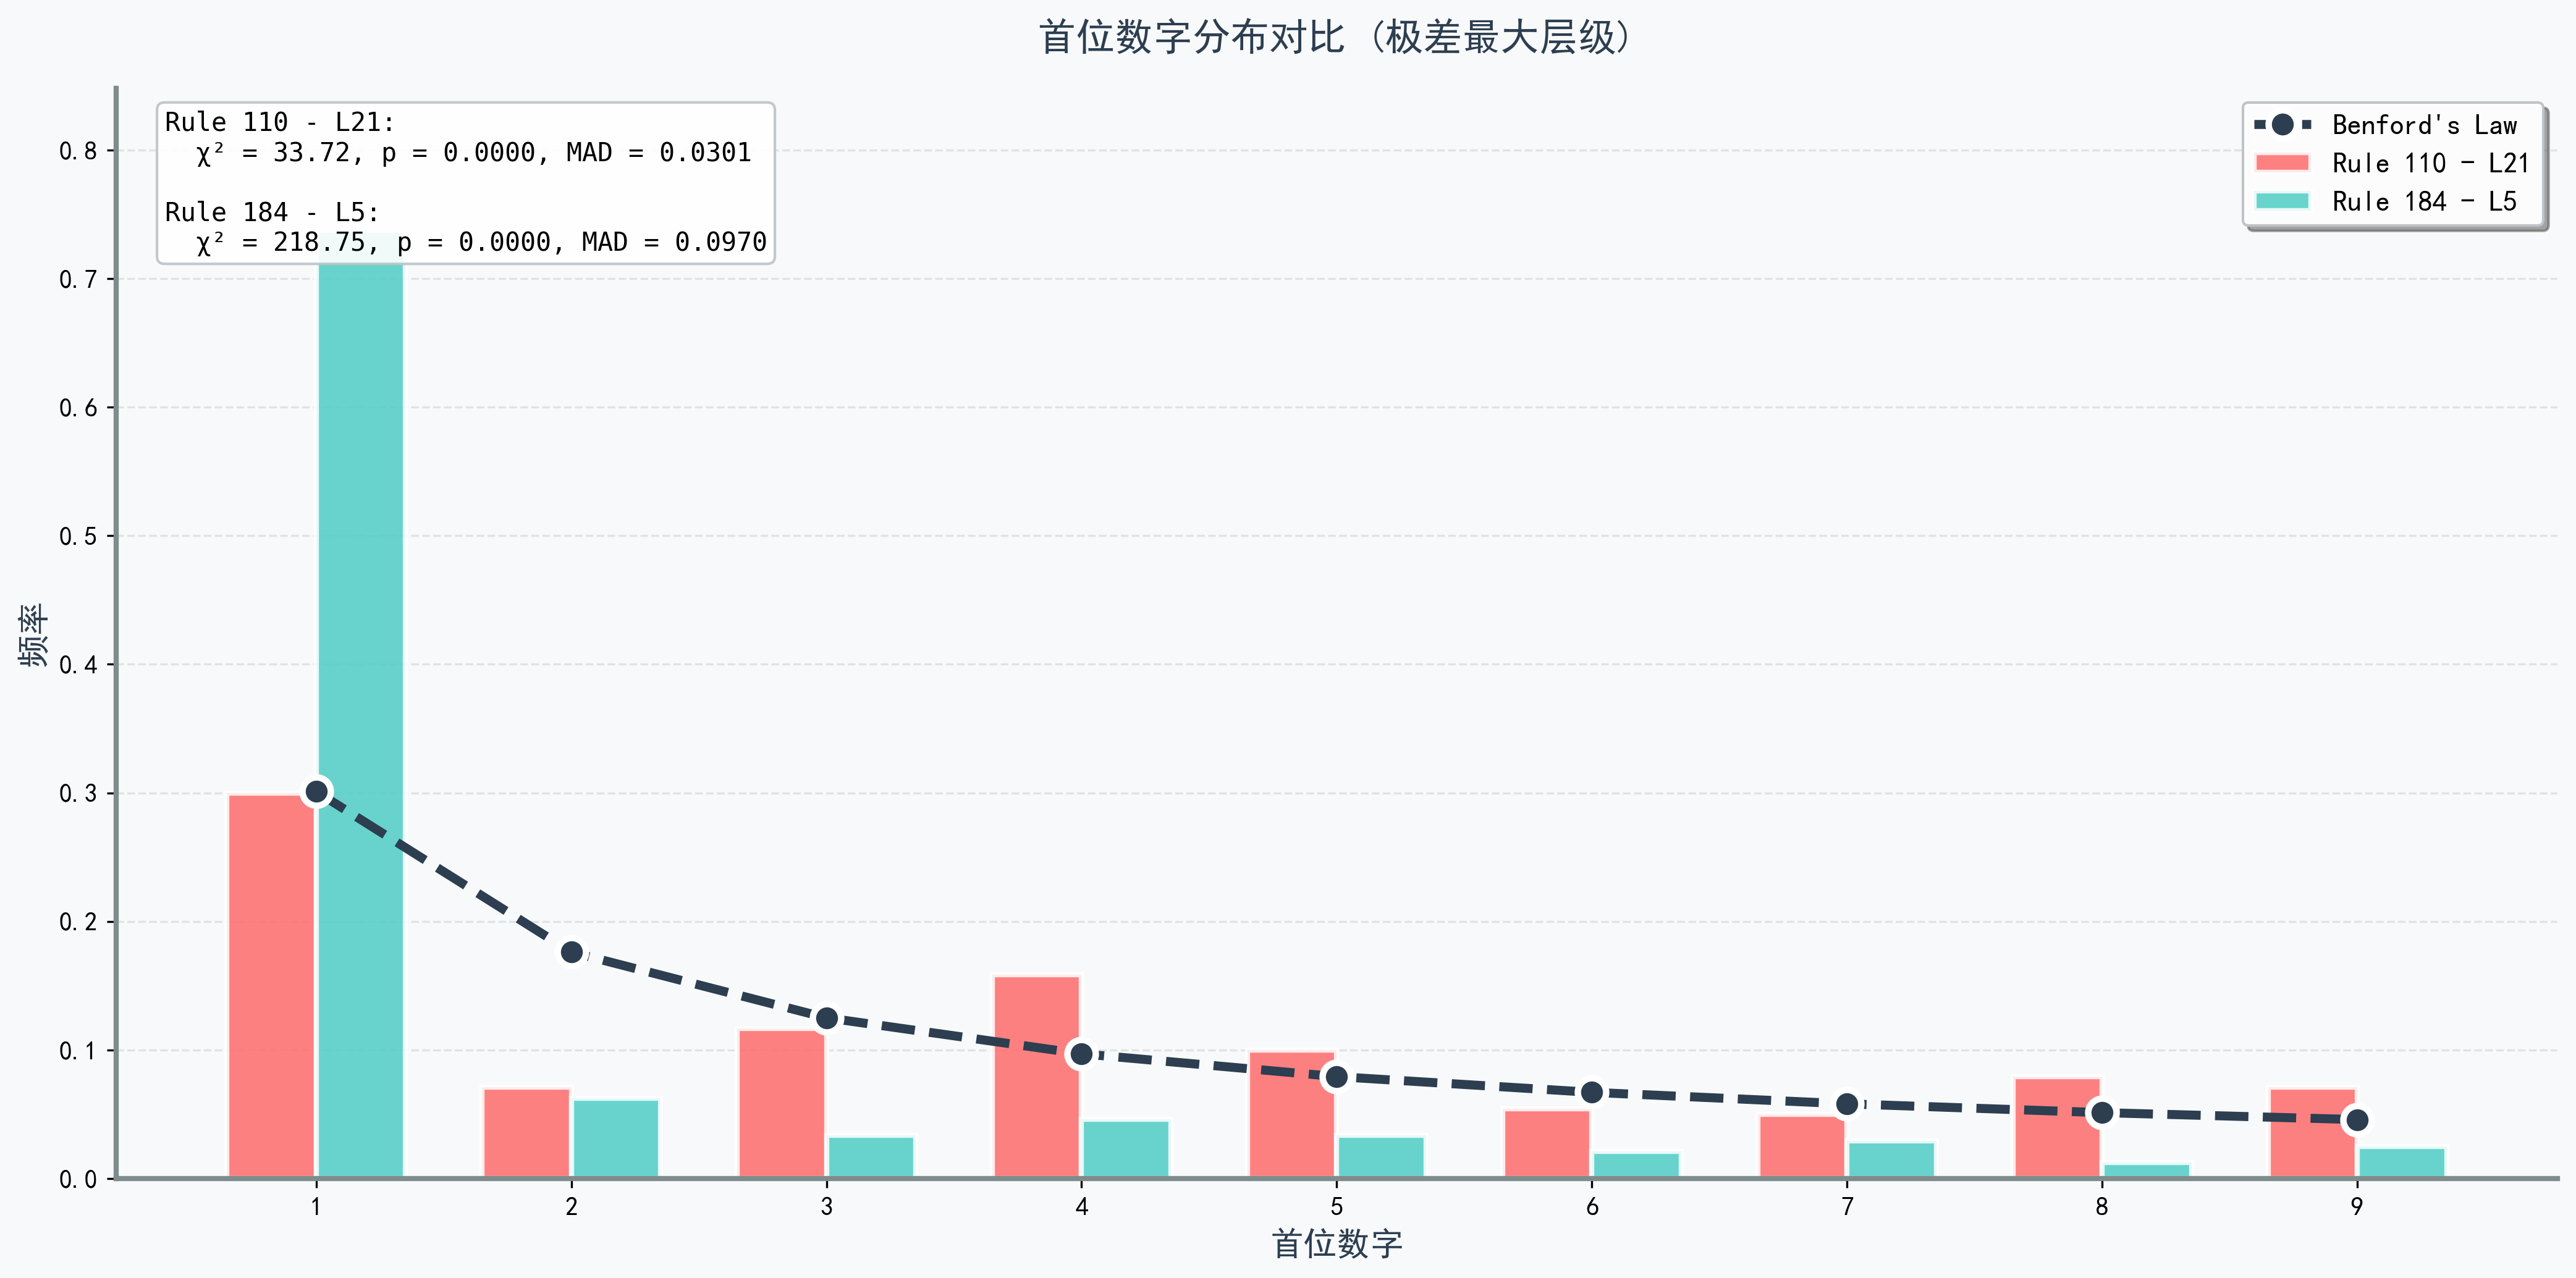 首位数字分布对比 (极差最大层级)
Rule 110 - L21:
χ² = 33.72, p = 0.0000, MAD = 0.0301
Rule 184 - L5:
χ² = 218.75, p = 0.0000, MAD = 0.0970
Benford's Law
Rule 110 - L21
Rule 184 - L5
频率
0.8
0.7
0.6
0.5
0.4
0.3
0.2
0.1
0.0
1 2 3 4 5 6 7 8 9
首位数字